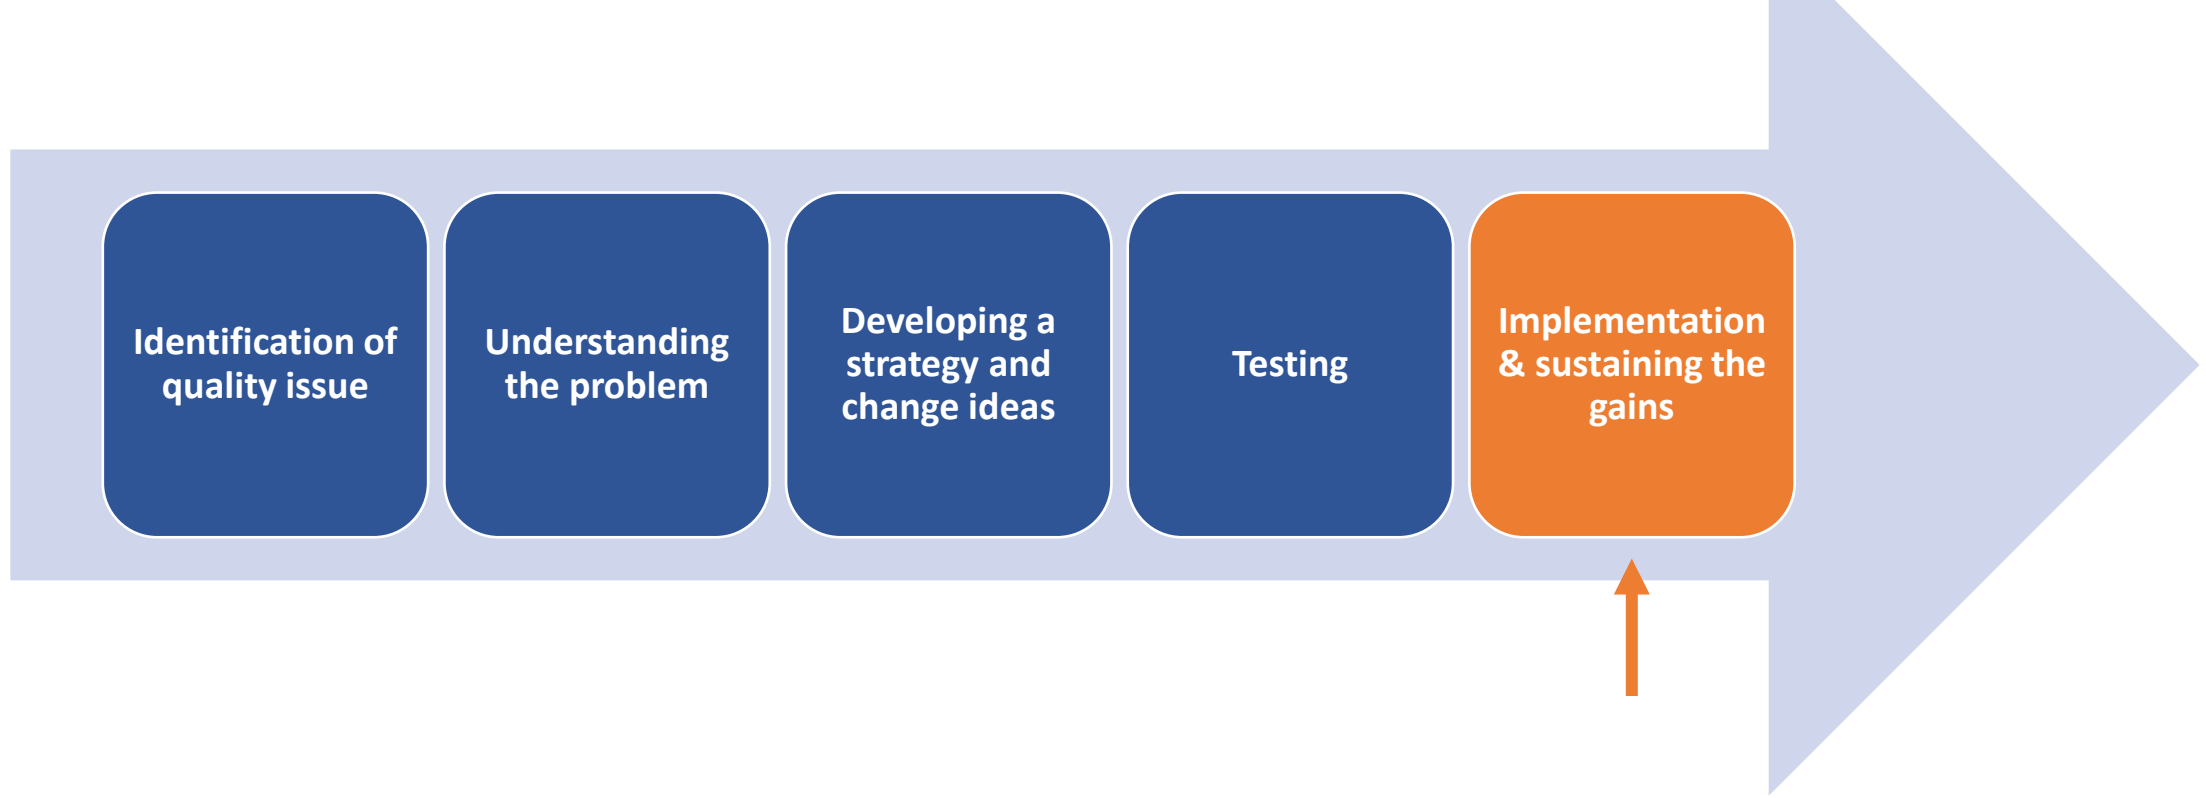 Identification of
quality issue
Understanding
the problem
Developing a
strategy and
change ideas
Testing
Implementation
& sustaining the
gains